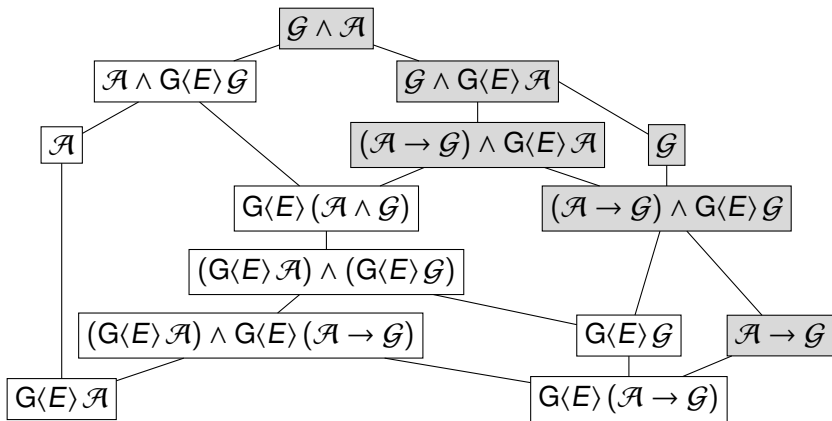 𝒢 ∧ 𝒜
𝒜 ∧ G⟨E⟩ 𝒢
𝒢 ∧ G⟨E⟩ 𝒜
𝒜
(𝒜 → 𝒢) ∧ G⟨E⟩ 𝒜
𝒢
G⟨E⟩ (𝒜 ∧ 𝒢)
(𝒜 → 𝒢) ∧ G⟨E⟩ 𝒢
(G⟨E⟩ 𝒜) ∧ (G⟨E⟩ 𝒢)
(G⟨E⟩ 𝒜) ∧ G⟨E⟩ (𝒜 → 𝒢)
G⟨E⟩ 𝒢
𝒜 → 𝒢
G⟨E⟩ 𝒜
G⟨E⟩ (𝒜 → 𝒢)